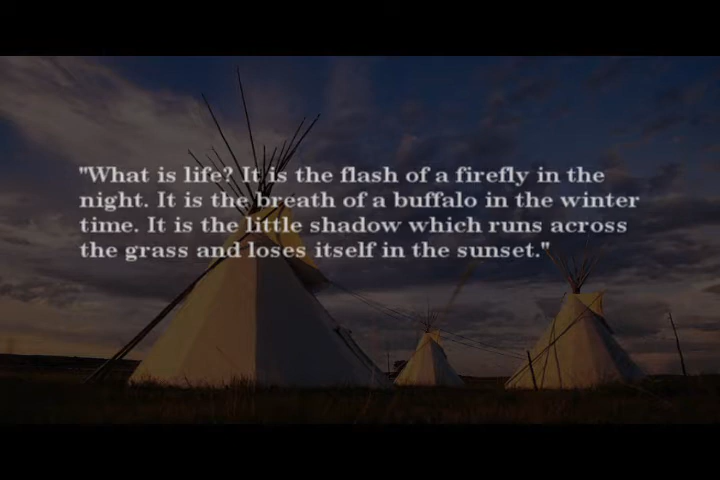 "What is life? It is the flash of a firefly in the
night. It is the breath of a buffalo in the winter
time. It is the little shadow which runs across
the grass and loses itself in the sunset."